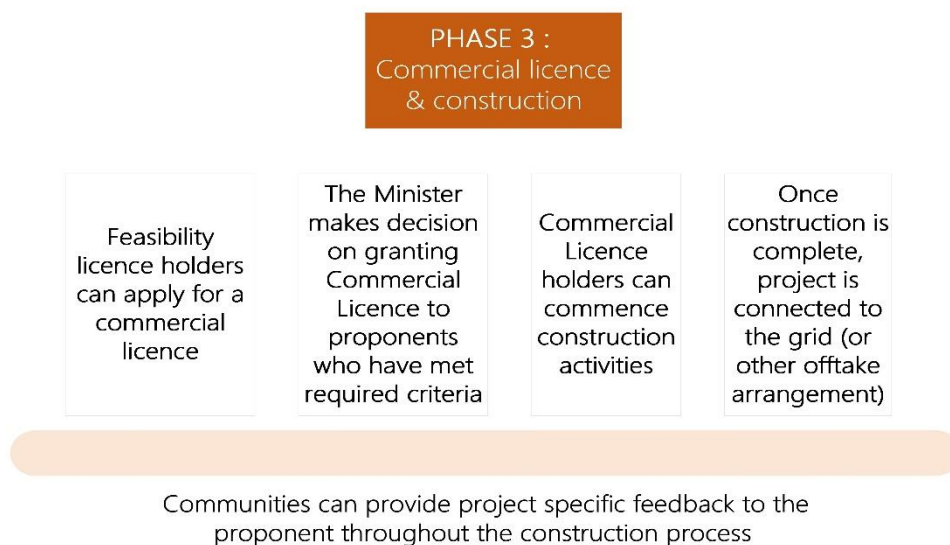 PHASE 3 :
Commercial licence
& construction
Feasibility
licence holders
can apply for a
commercial
licence
The Minister
makes decision
on granting
Commercial
Licence to
proponents
who have met
required criteria
Commercial
Licence
holders can
commence
construction
activities
Once
construction is
complete,
project is
connected to
the grid (or
other offtake
arrangement)
Communities can provide project specific feedback to the
proponent throughout the construction process